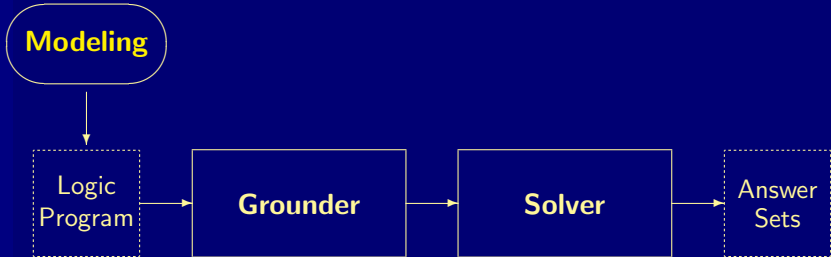 Modeling
Logic
Program
Grounder
Solver
Answer
Sets